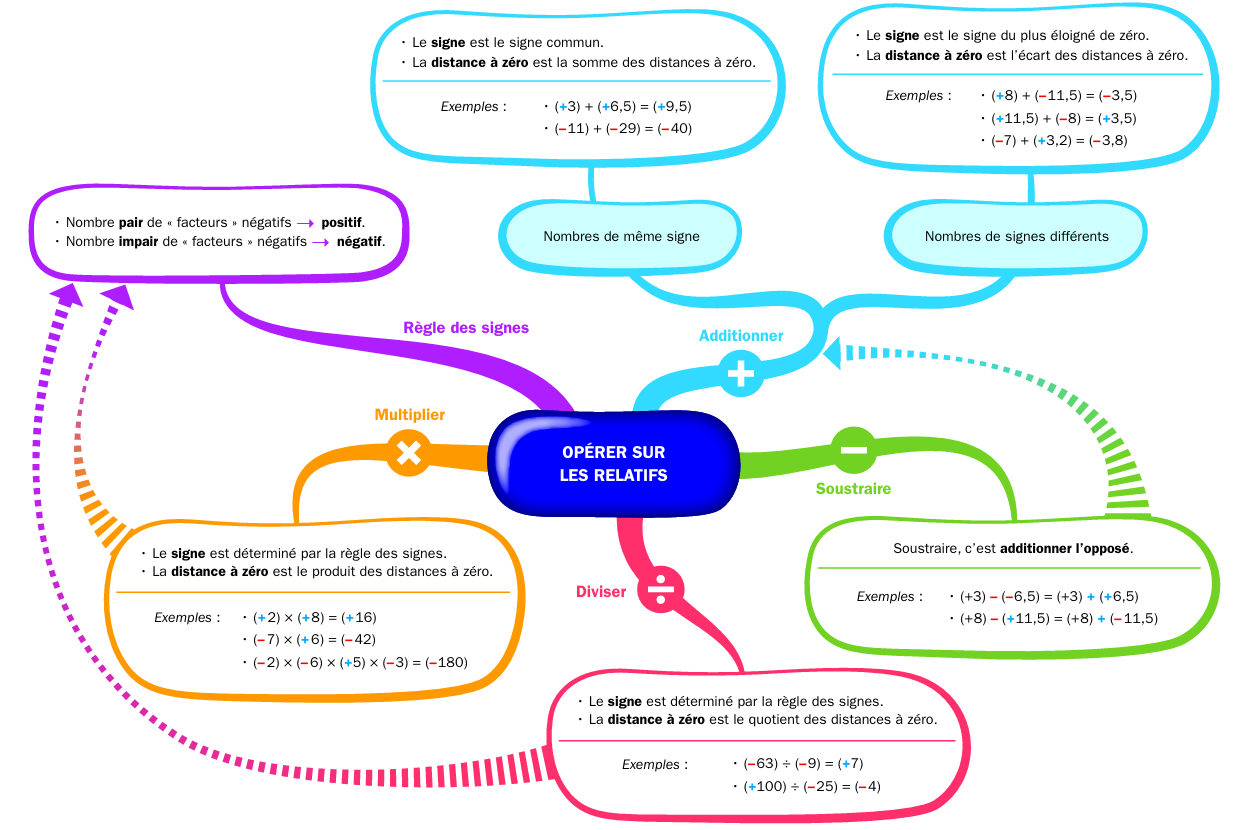 • Le signe est le signe commun.
• La distance à zéro est la somme des distances à zéro.
Exemples :
• (+3) + (+6,5) = (+9,5)
• (−11) + (−29) = (−40)
• Le signe est le signe du plus éloigné de zéro.
• La distance à zéro est l'écart des distances à zéro.
Exemples :
• (+8) + (−11,5) = (−3,5)
• (+11,5) + (−8) = (+3,5)
• (−7) + (+3,2) = (−3,8)
• Nombre pair de « facteurs » négatifs → positif.
• Nombre impair de « facteurs » négatifs → négatif.
Nombres de même signe
Nombres de signes différents
Règle des signes
Additionner
+
Multiplier
×
OPÉRER SUR
LES RELATIFS
−
Soustraire
• Le signe est déterminé par la règle des signes.
• La distance à zéro est le produit des distances à zéro.
Exemples :
• (+2) × (+8) = (+16)
• (−7) × (+6) = (−42)
• (−2) × (−6) × (+5) × (−3) = (−180)
Diviser
÷
Soustraire, c'est additionner l'opposé.
Exemples :
• (+3) − (−6,5) = (+3) + (+6,5)
• (+8) − (+11,5) = (+8) + (−11,5)
• Le signe est déterminé par la règle des signes.
• La distance à zéro est le quotient des distances à zéro.
Exemples :
• (−63) ÷ (−9) = (+7)
• (+100) ÷ (−25) = (−4)